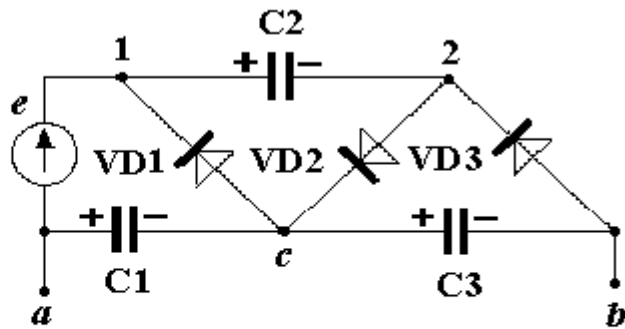 C2
1 + − 2
e
VD1 VD2 VD3
+ − + −
C1 c C3
a b